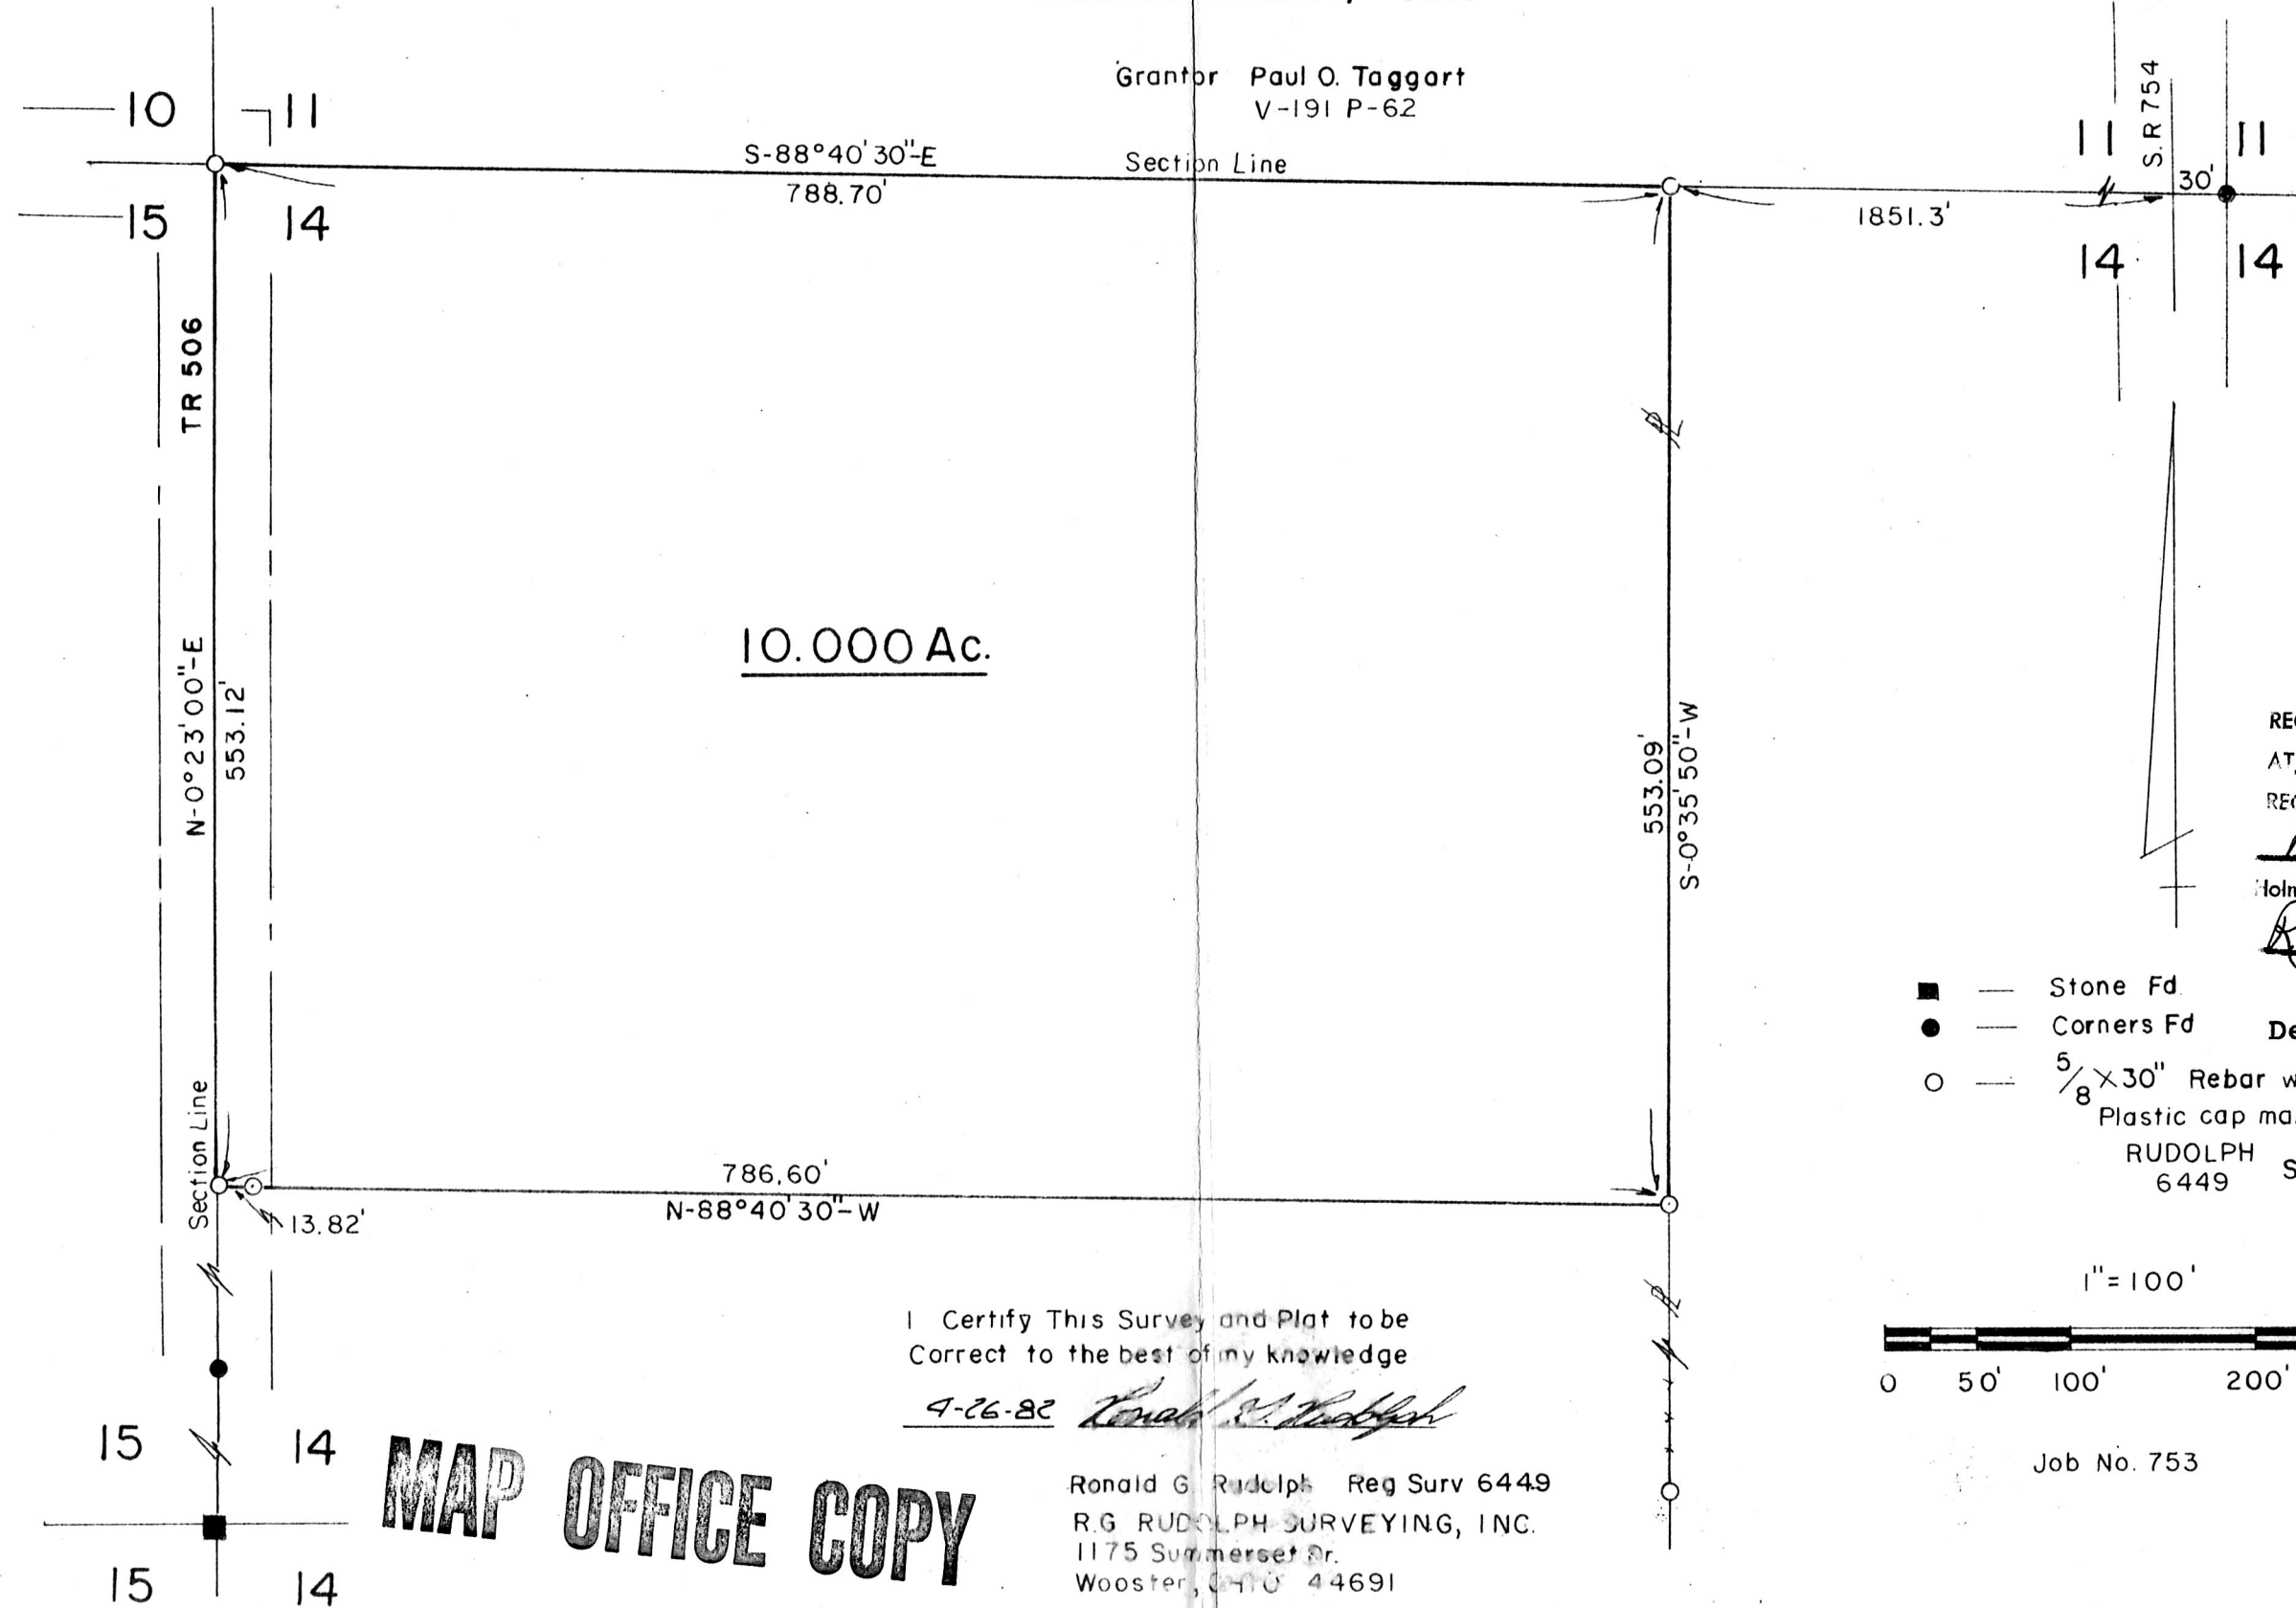 Grantor Paul O. Taggart
V-191 P-62
10 11
15 14
S-88°40'30"-E
788.70'
Section Line
1851.3'
11 S.R 754 11
30'
14 14
TR 506
N-0°23'00"-E
553.12'
Section Line
10.000 Ac.
553.09'
S-0°35'50"-W
786.60'
N-88°40'30"-W
13.82'
■ — Stone Fd.
● — Corners Fd
○ — 5/8 X 30" Rebar
Plastic cap
RUDOLPH
6449
1"=100'
0 50' 100' 200'
Job No. 753
I Certify This Survey and Plat to be
Correct to the best of my knowledge
4-26-82 Ronald G. Rudolph
Ronald G Rudolph Reg Surv 6449
R.G RUDOLPH SURVEYING, INC.
1175 Summerset Dr.
Wooster, OHIO 44691
15 14
15 14
MAP OFFICE COPY